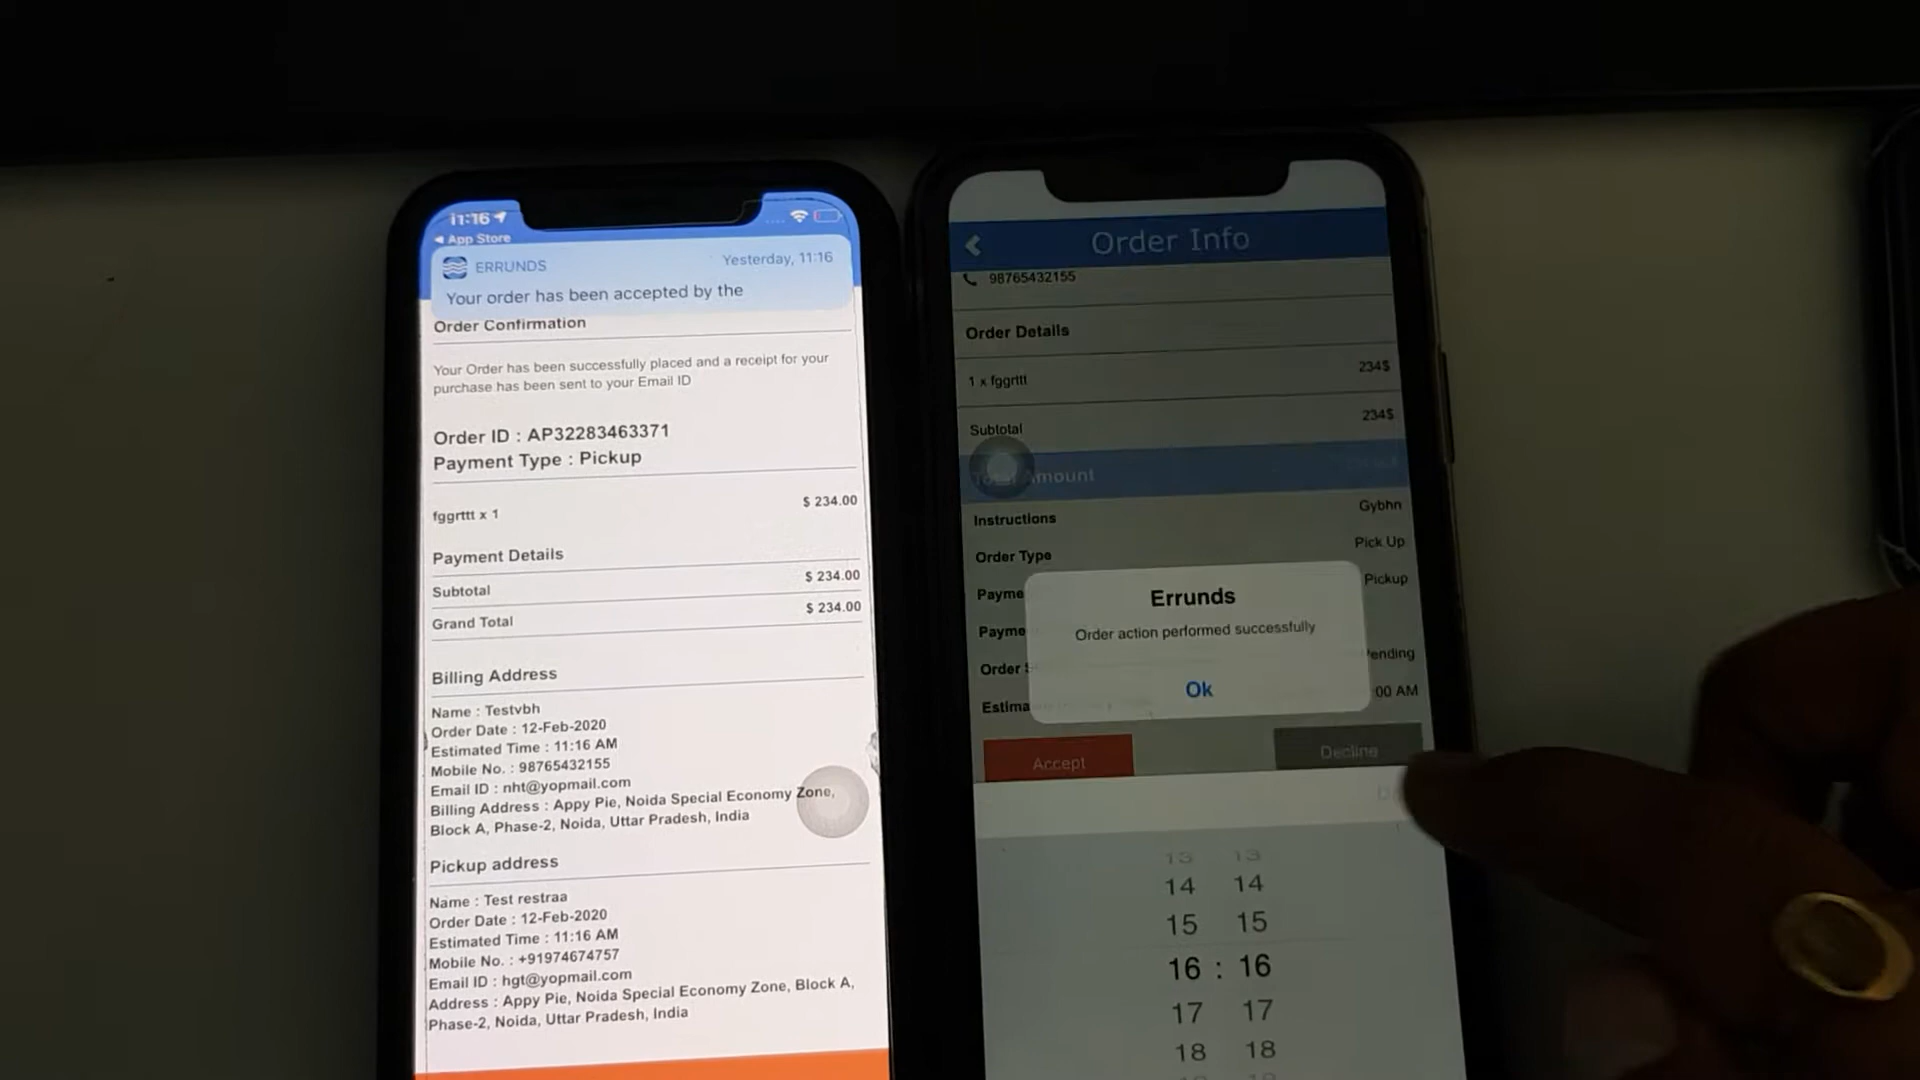 11:16
App Store
ERRUNDS
Yesterday, 11:16
Your order has been accepted by the
Order Confirmation
Your Order has been successfully placed and a receipt for your
purchase has been sent to your Email ID
Order ID : AP32283463371
Payment Type : Pickup
fggrttt x 1
$ 234.00
Payment Details
Subtotal
$ 234.00
Grand Total
$ 234.00
Billing Address
Name : Testvbh
Order Date : 12-Feb-2020
Estimated Time : 11:16 AM
Mobile No. : 98765432155
Email ID : nht@yopmail.com
Billing Address : Appy Pie, Noida Special Economy Zone,
Block A, Phase-2, Noida, Uttar Pradesh, India
Pickup address
Name : Test restraa
Order Date : 12-Feb-2020
Estimated Time : 11:16 AM
Mobile No. : +91974674757
Email ID : hgt@yopmail.com
Address : Appy Pie, Noida Special Economy Zone, Block A,
Phase-2, Noida, Uttar Pradesh, India
Order Info
98765432155
Order Details
1 x fggrttt
234$
Subtotal
234$
Amount
Instructions
Gybhn
Order Type
Pick Up
Payme
Pickup
Payme
Order
ending
Estima
00 AM
Errunds
Order action performed successfully
Ok
Accept
Decline
13 13
14 14
15 15
16 : 16
17 17
18 18